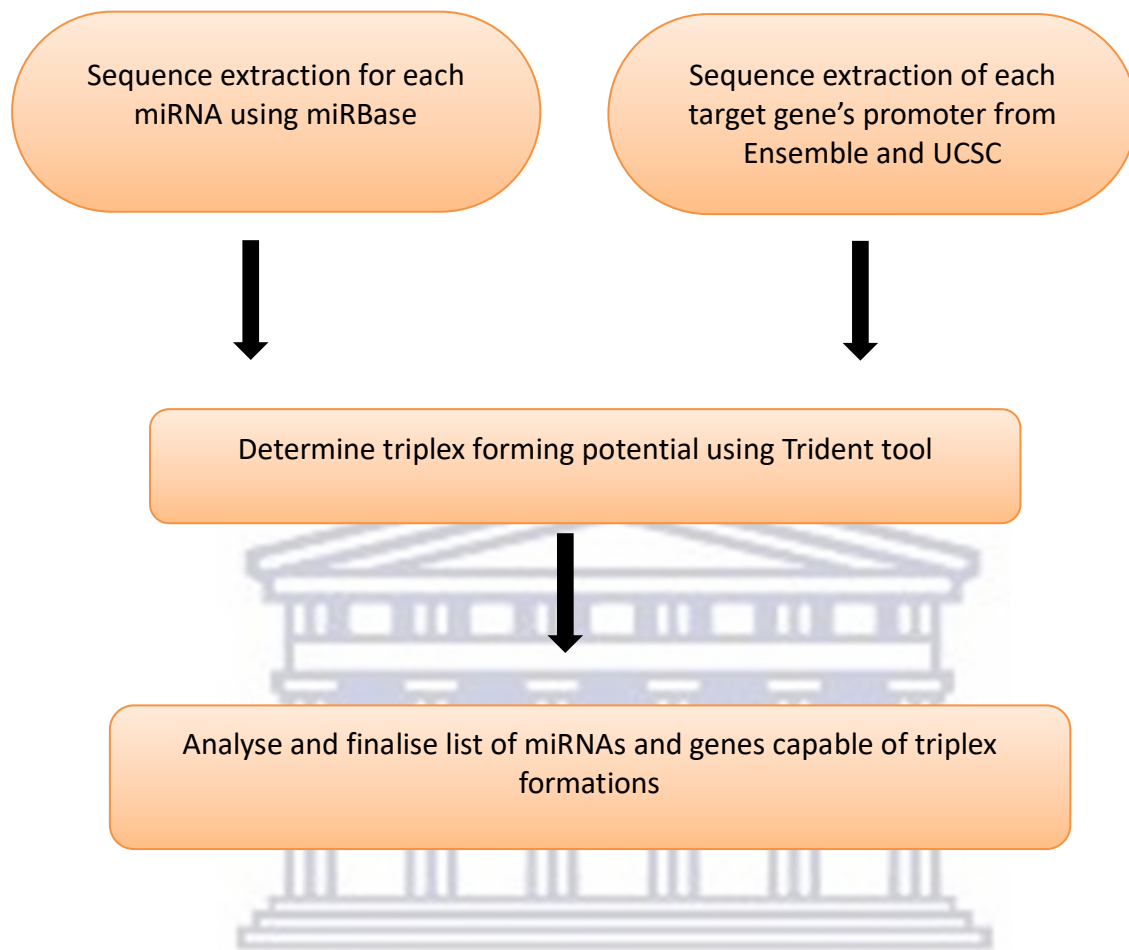 Sequence extraction for each
miRNA using miRBase
Sequence extraction of each
target gene’s promoter from
Ensemble and UCSC
Determine triplex forming potential using Trident tool
Analyse and finalise list of miRNAs and genes capable of triplex
formations